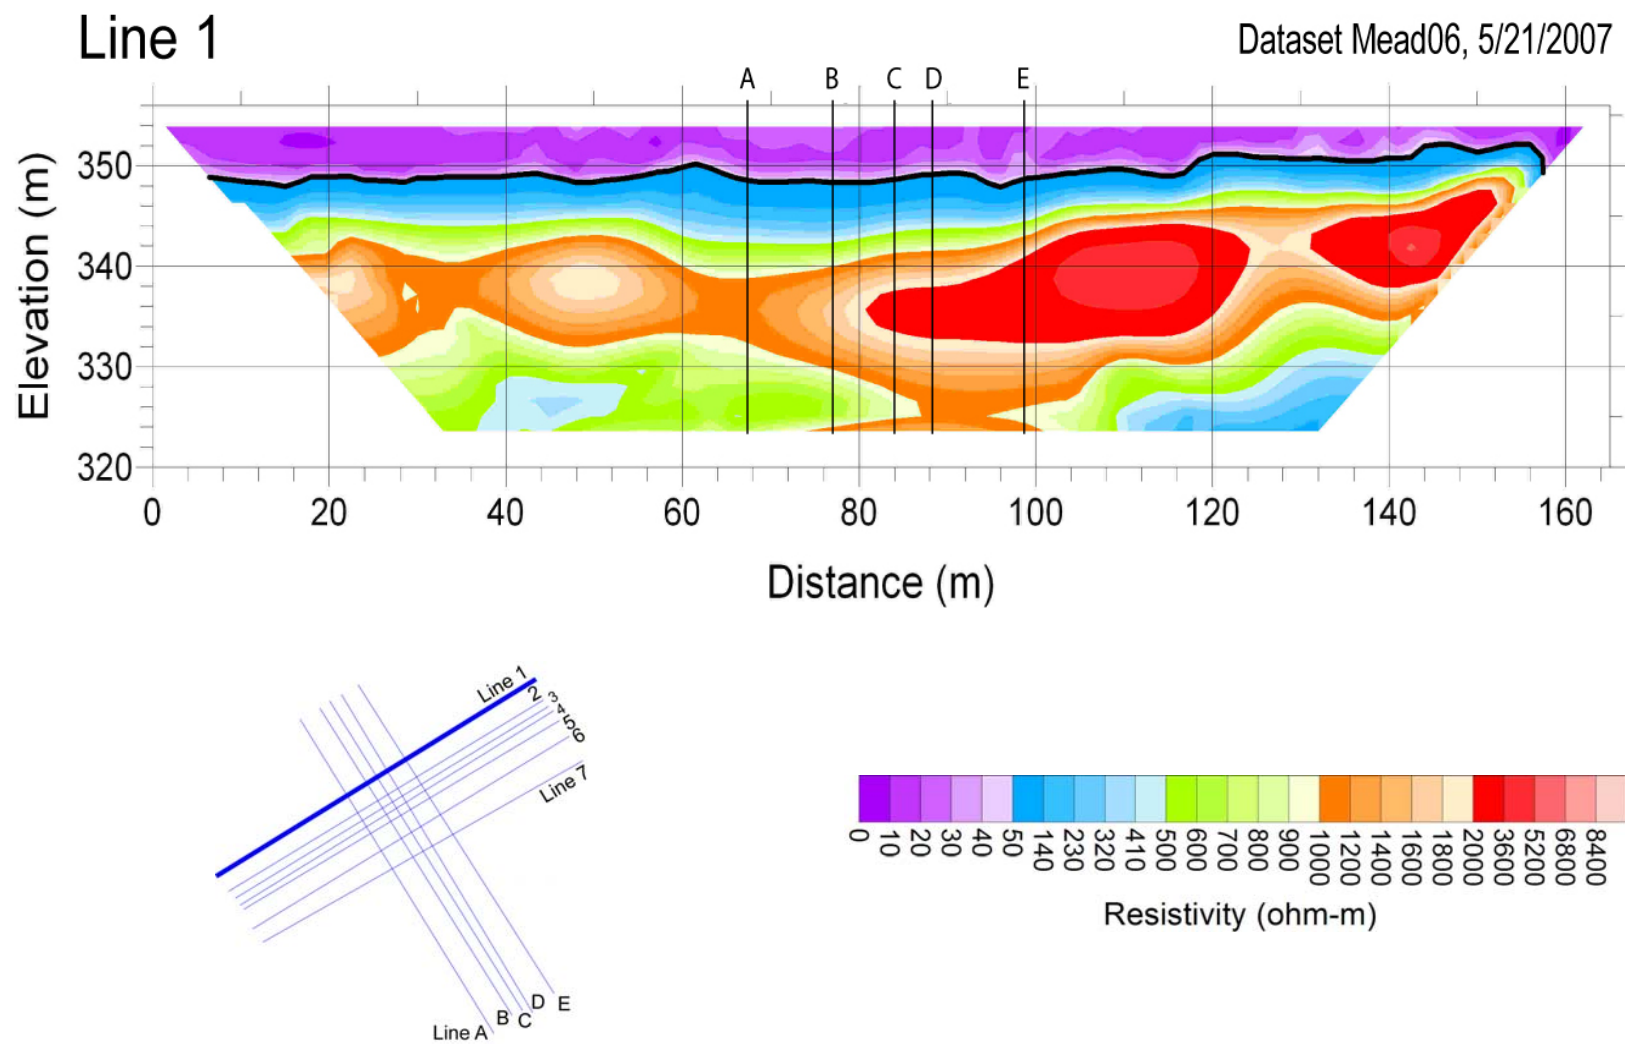 Line 1
Dataset Mead06, 5/21/2007
A B C D E
Elevation (m)
350
340
330
320
0 20 40 60 80 100 120 140 160
Distance (m)
Line 1
2
3
4
5
6
Line 7
Line A B C D E
0 10 20 30 40 50 140 230 320 410 500 600 700 800 900 1000 1200 1400 1600 1800 2000 3600 5200 6800 8400
Resistivity (ohm-m)